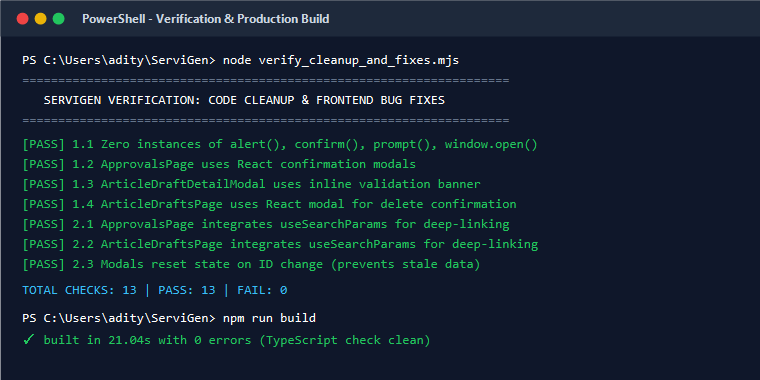 PowerShell - Verification & Production Build
PS C:\Users\adity\ServiGen> node verify_cleanup_and_fixes.mjs
====================================================================
SERVIGEN VERIFICATION: CODE CLEANUP & FRONTEND BUG FIXES
====================================================================
[PASS] 1.1 Zero instances of alert(), confirm(), prompt(), window.open()
[PASS] 1.2 ApprovalsPage uses React confirmation modals
[PASS] 1.3 ArticleDraftDetailModal uses inline validation banner
[PASS] 1.4 ArticleDraftsPage uses React modal for delete confirmation
[PASS] 2.1 ApprovalsPage integrates useSearchParams for deep-linking
[PASS] 2.2 ArticleDraftsPage integrates useSearchParams for deep-linking
[PASS] 2.3 Modals reset state on ID change (prevents stale data)
TOTAL CHECKS: 13 | PASS: 13 | FAIL: 0
PS C:\Users\adity\ServiGen> npm run build
✓ built in 21.04s with 0 errors (TypeScript check clean)